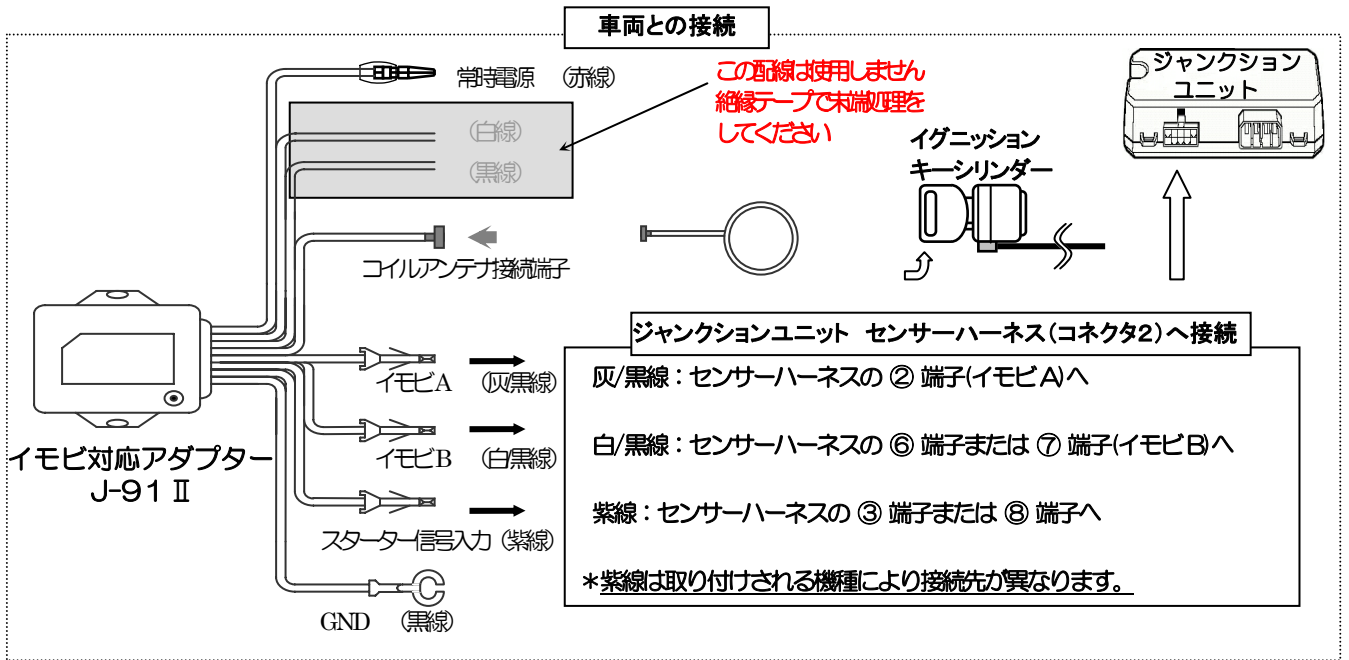 車両との接続
常時電源 （赤線）
この配線は使用しません
絶縁テープで末端処理を
してください
（白線）
（黒線）
ジャンクション
ユニット
イグニッション
キーシリンダー
コイルアンテナ接続端子
イモビ対応アダプター
J-91Ⅱ
イモビA （灰黒線）
イモビB （白黒線）
スターター信号入力（紫線）
GND （黒線）
ジャンクションユニット センサーハーネス（コネクタ2）へ接続
灰/黒線：センサーハーネスの ② 端子(イモビA)へ
白/黒線：センサーハーネスの ⑥ 端子または ⑦ 端子(イモビB)へ
紫線：センサーハーネスの ③ 端子または ⑧ 端子へ
*紫線は取り付けされる機種により接続先が異なります。